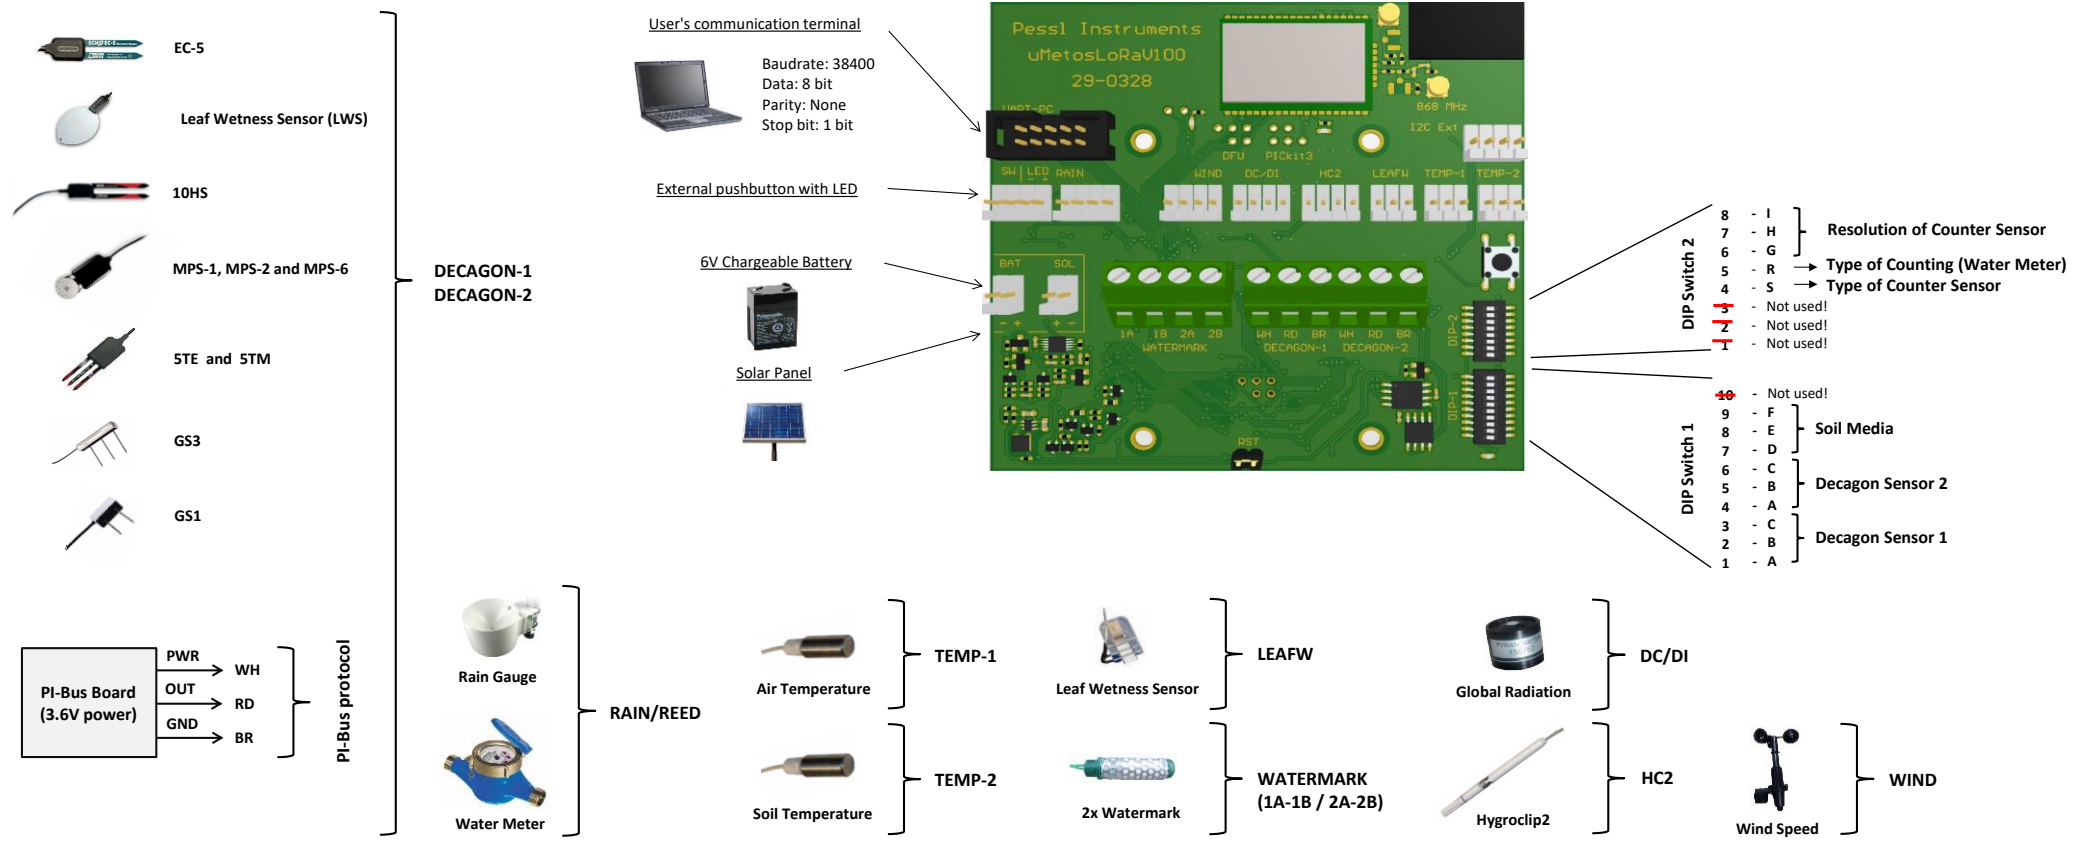 EC-5
Leaf Wetness Sensor (LWS)
10HS
MPS-1, MPS-2 and MPS-6
5TE and 5TM
GS3
GS1
DECAGON-1
DECAGON-2
PI-Bus Board
(3.6V power)
PWR
OUT
GND
WH
RD
BR
PI-Bus protocol
User's communication terminal
Baudrate: 38400
Data: 8 bit
Parity: None
Stop bit: 1 bit
External pushbutton with LED
6V Chargeable Battery
Solar Panel
Pessl Instruments
uMetosLoRaV100
29-0328
UART-PC
868 MHz
I2C Ext
DFU PICkit3
SW LED RAIN WIND DC/DI HC2 LEAFW TEMP-1 TEMP-2
- +
BAT SOL
- + + -
1A 1B 2A 2B WH RD BR WH RD BR
WATERMARK DECAGON-1 DECAGON-2
DIP-2
DIP-1
RST
DIP Switch 2
8 - I
7 - H
6 - G
Resolution of Counter Sensor
5 - R Type of Counting (Water Meter)
4 - S Type of Counter Sensor
3 - Not used!
2 - Not used!
1 - Not used!
DIP Switch 1
10 - Not used!
9 - F
8 - E
7 - D
Soil Media
6 - C
5 - B
4 - A
Decagon Sensor 2
3 - C
2 - B
1 - A
Decagon Sensor 1
Rain Gauge
Water Meter
RAIN/REED
Air Temperature
TEMP-1
Soil Temperature
TEMP-2
Leaf Wetness Sensor
LEAFW
2x Watermark
WATERMARK
(1A-1B / 2A-2B)
Global Radiation
DC/DI
Hygroclip2
HC2
Wind Speed
WIND